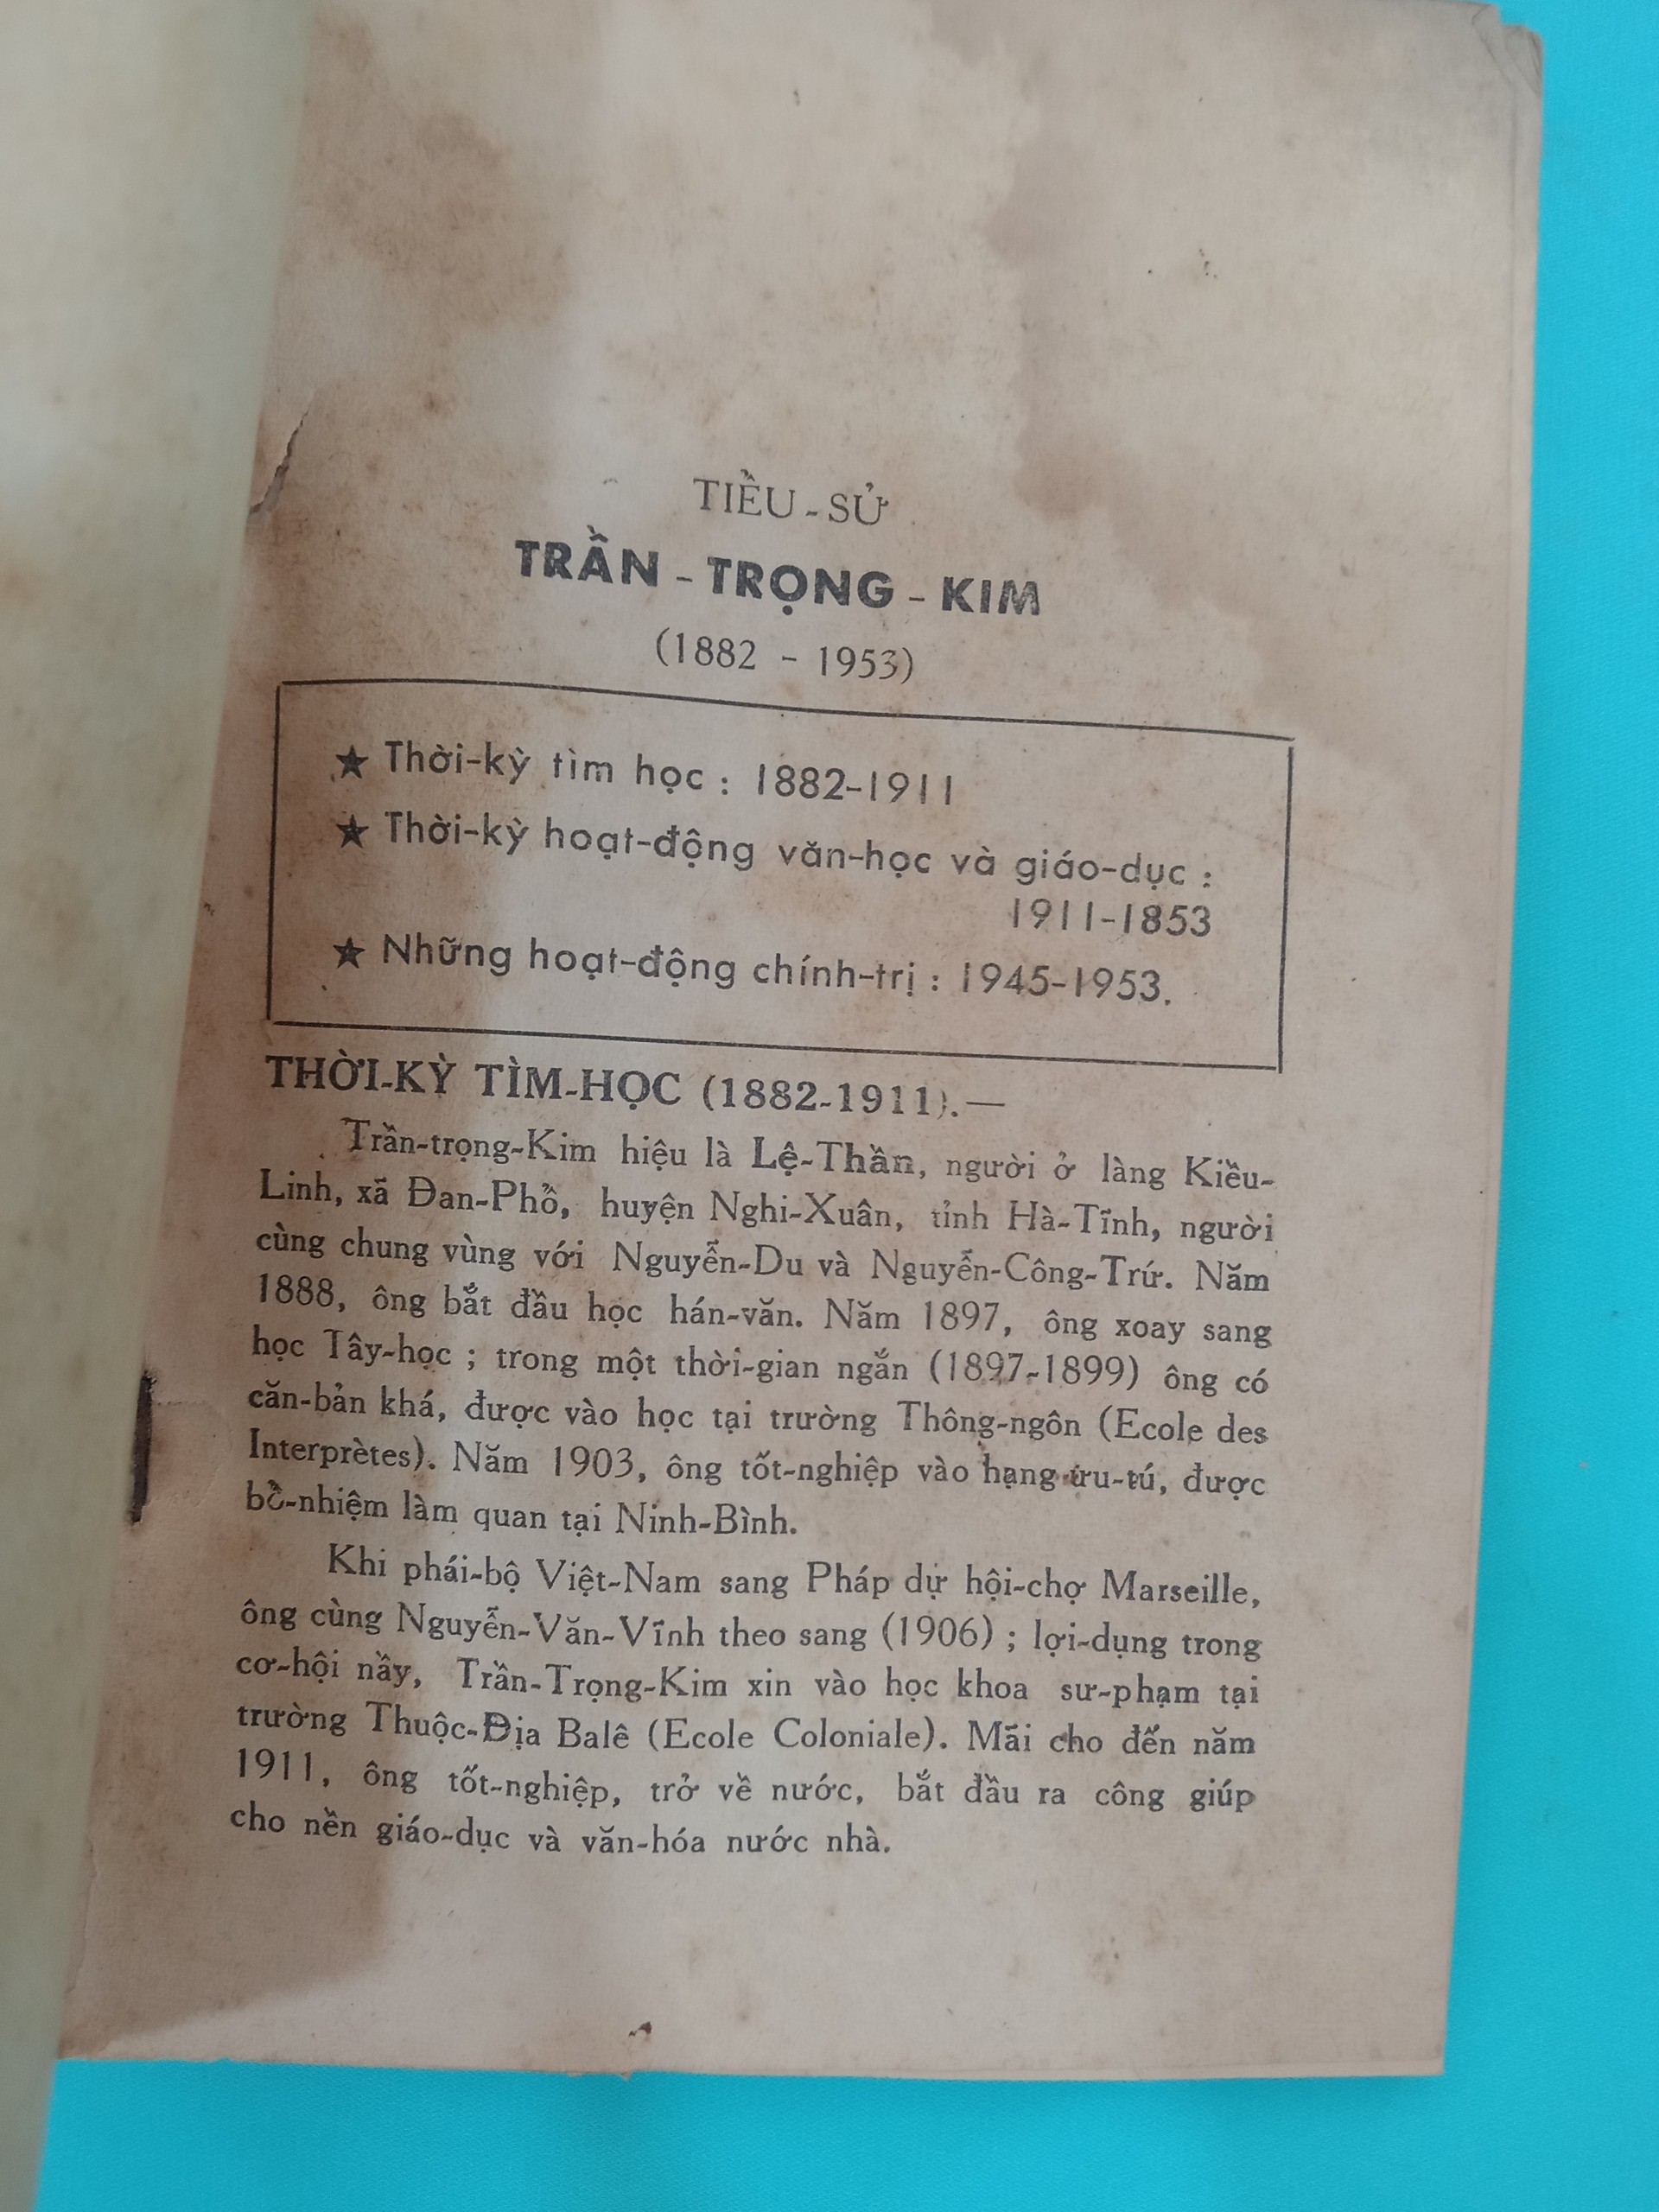 TIỀU-SỬ
TRẦN-TRỌNG-KIM
(1882 - 1953)
★ Thời-kỳ tìm học : 1882-1911
★ Thời-kỳ hoạt-động văn-học và giáo-dục :
1911-1853
★ Những hoạt-động chính-trị : 1945-1953.
THỜI-KỲ TÌM-HỌC (1882-1911).—
Trần-trọng-Kim hiệu là Lệ-Thần, người ở làng Kiều-
Linh, xã Đan-Phổ, huyện Nghi-Xuân, tỉnh Hà-Tĩnh, người
cùng chung vùng với Nguyễn-Du và Nguyễn-Công-Trứ. Năm
1888, ông bắt đầu học hán-văn. Năm 1897, ông xoay sang
học Tây-học ; trong một thời-gian ngắn (1897-1899) ông có
căn-bản khá, được vào học tại trường Thông-ngôn (Ecole des
Interprètes). Năm 1903, ông tốt-nghiệp vào hạng ưu-tú, được
bổ-nhiệm làm quan tại Ninh-Bình.
Khi phái-bộ Việt-Nam sang Pháp dự hội-chợ Marseille,
ông cùng Nguyễn-Văn-Vĩnh theo sang (1906) ; lợi-dụng trong
cơ-hội nầy, Trần-Trọng-Kim xin vào học khoa sư-phạm tại
trường Thuộc-Địa Balê (Ecole Coloniale). Mãi cho đến năm
1911, ông tốt-nghiệp, trở về nước, bắt đầu ra công giúp
cho nền giáo-dục và văn-hóa nước nhà.